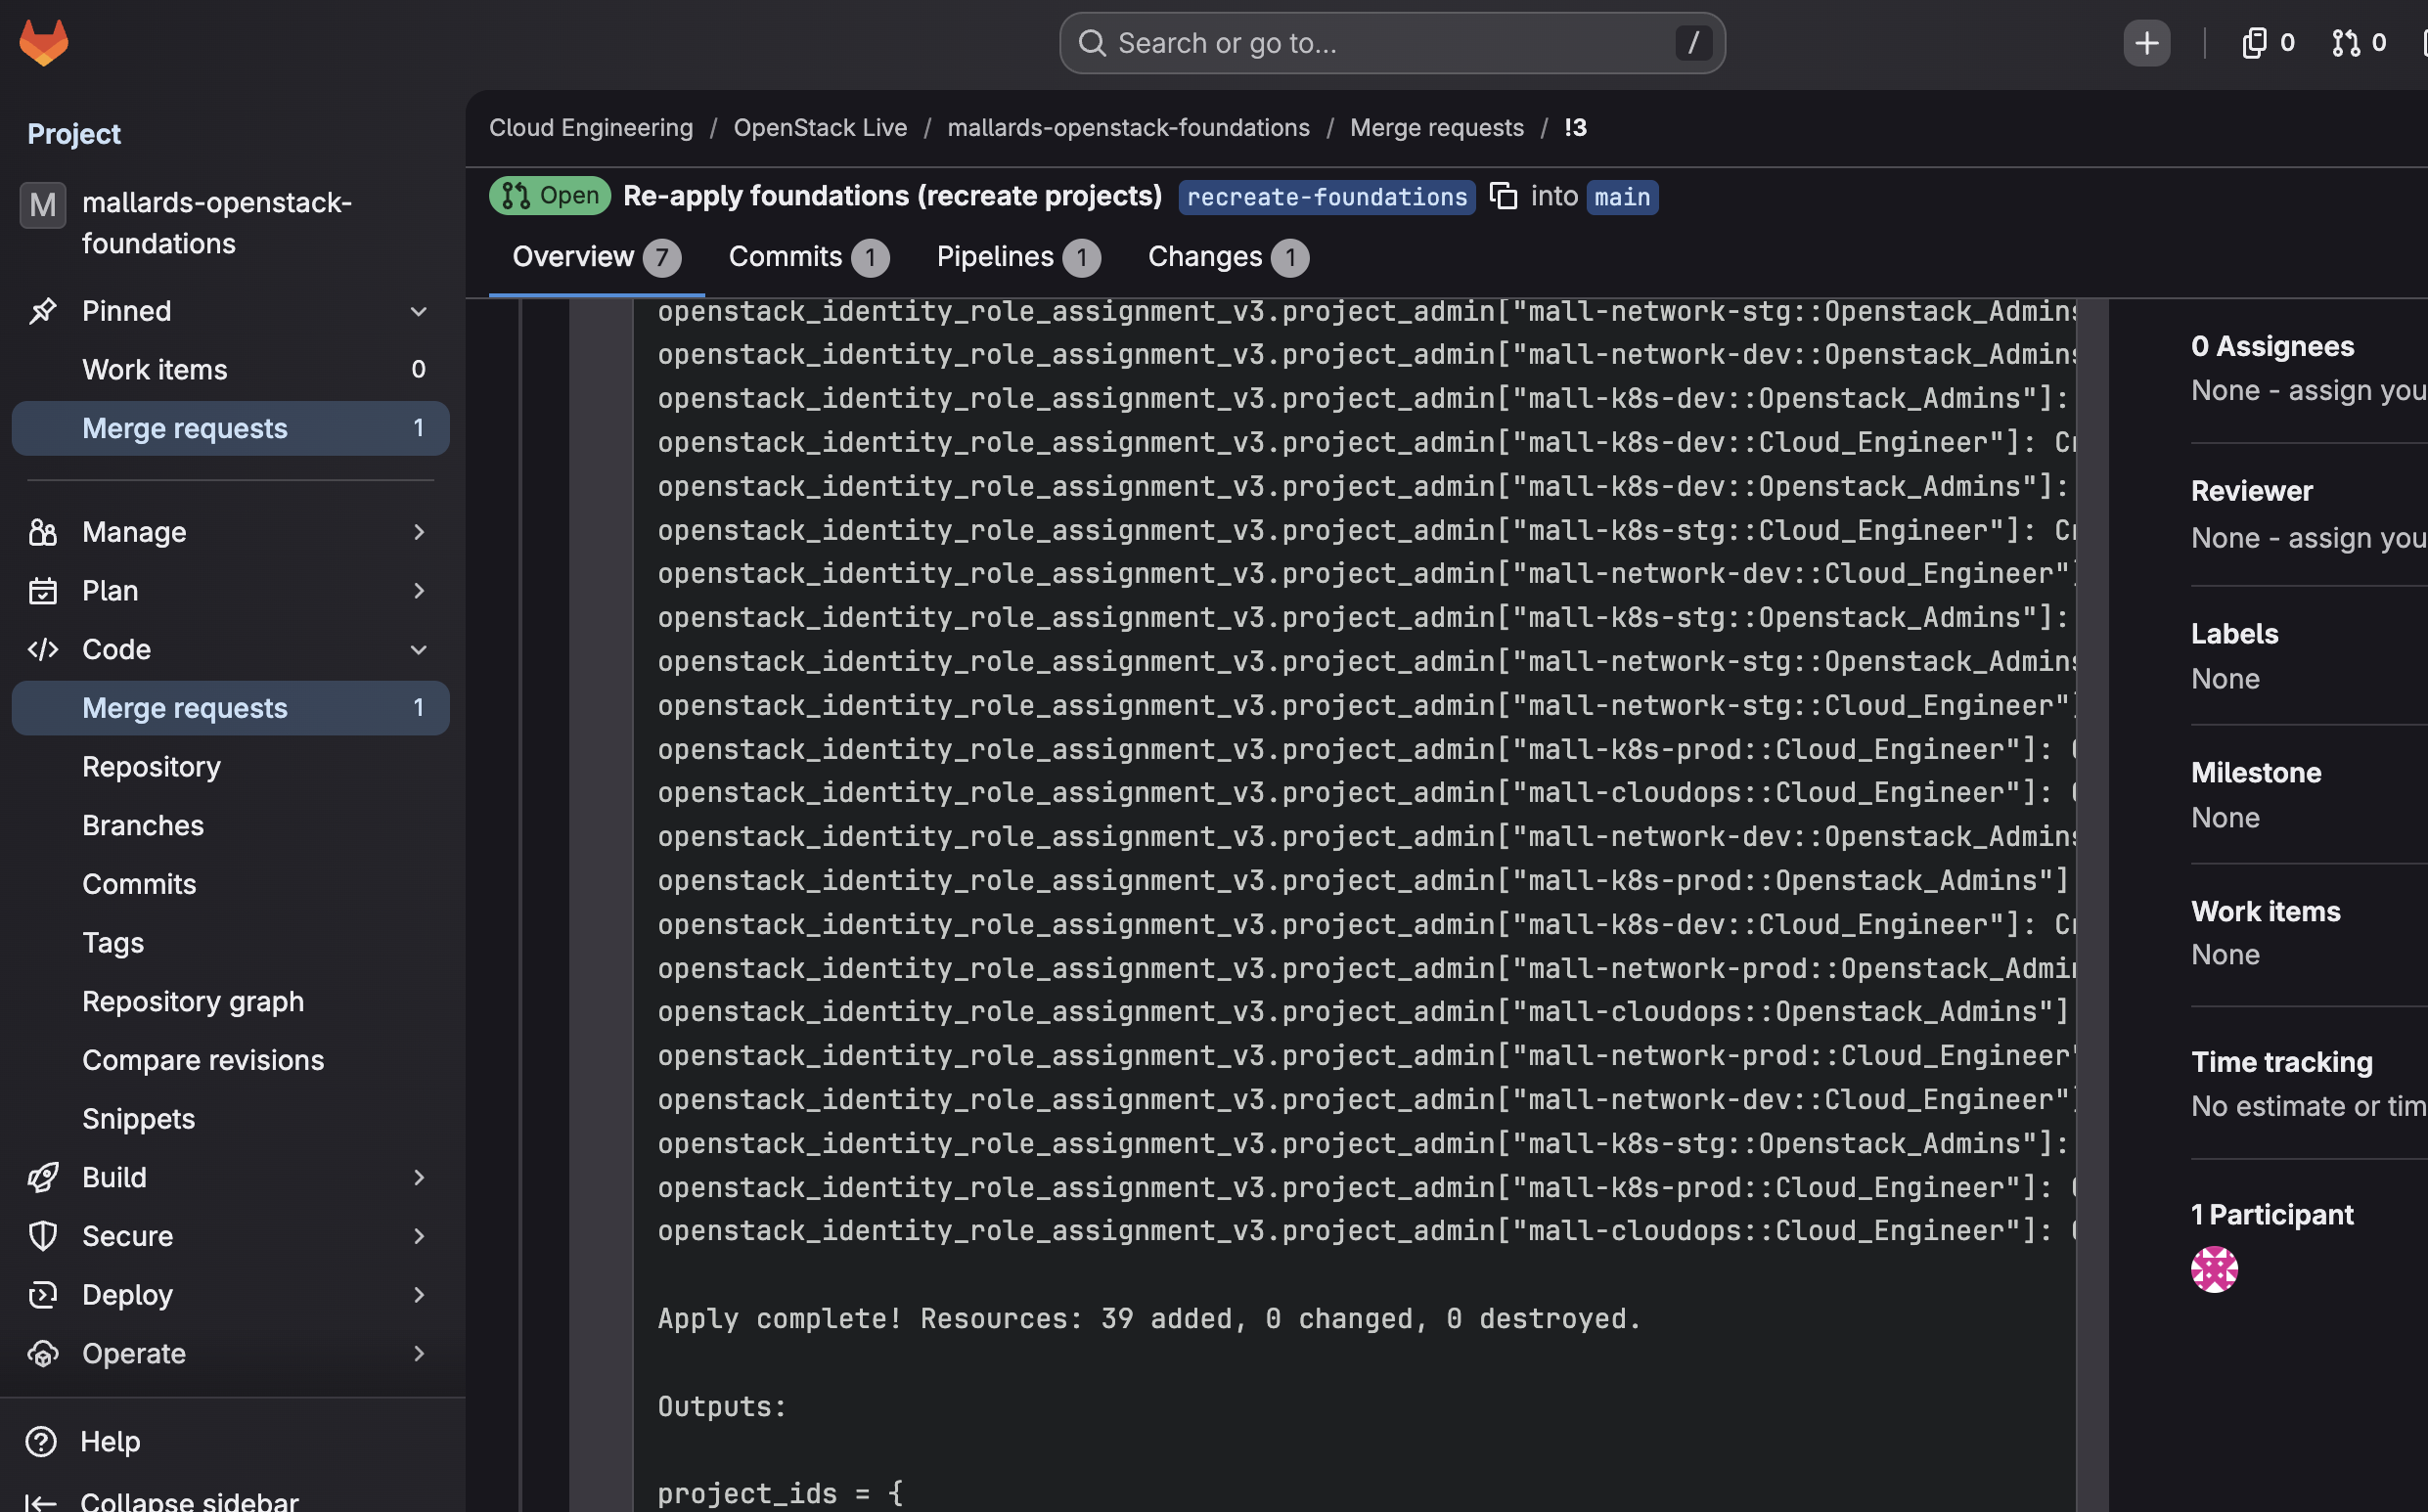 Search or go to...
/
0
0
Project
M
mallards-openstack-
foundations
Pinned
Work items 0
Merge requests 1
Manage
Plan
Code
Merge requests 1
Repository
Branches
Commits
Tags
Repository graph
Compare revisions
Snippets
Build
Secure
Deploy
Operate
Help
Collapse sidebar
Cloud Engineering / OpenStack Live / mallards-openstack-foundations / Merge requests / !3
Open Re-apply foundations (recreate projects) recreate-foundations into main
Overview 7 Commits 1 Pipelines 1 Changes 1
openstack_identity_role_assignment_v3.project_admin["mall-network-stg::Openstack_Admins
openstack_identity_role_assignment_v3.project_admin["mall-network-dev::Openstack_Admins
openstack_identity_role_assignment_v3.project_admin["mall-k8s-dev::Openstack_Admins"]:
openstack_identity_role_assignment_v3.project_admin["mall-k8s-dev::Cloud_Engineer"]: Cr
openstack_identity_role_assignment_v3.project_admin["mall-k8s-dev::Openstack_Admins"]:
openstack_identity_role_assignment_v3.project_admin["mall-k8s-stg::Cloud_Engineer"]: Cr
openstack_identity_role_assignment_v3.project_admin["mall-network-dev::Cloud_Engineer"]
openstack_identity_role_assignment_v3.project_admin["mall-k8s-stg::Openstack_Admins"]:
openstack_identity_role_assignment_v3.project_admin["mall-network-stg::Openstack_Admins
openstack_identity_role_assignment_v3.project_admin["mall-network-stg::Cloud_Engineer"]
openstack_identity_role_assignment_v3.project_admin["mall-k8s-prod::Cloud_Engineer"]:
openstack_identity_role_assignment_v3.project_admin["mall-cloudops::Cloud_Engineer"]:
openstack_identity_role_assignment_v3.project_admin["mall-network-dev::Openstack_Admins
openstack_identity_role_assignment_v3.project_admin["mall-k8s-prod::Openstack_Admins"]
openstack_identity_role_assignment_v3.project_admin["mall-k8s-dev::Cloud_Engineer"]: Cr
openstack_identity_role_assignment_v3.project_admin["mall-network-prod::Openstack_Admin
openstack_identity_role_assignment_v3.project_admin["mall-cloudops::Openstack_Admins"]
openstack_identity_role_assignment_v3.project_admin["mall-network-prod::Cloud_Engineer"
openstack_identity_role_assignment_v3.project_admin["mall-network-dev::Cloud_Engineer"]
openstack_identity_role_assignment_v3.project_admin["mall-k8s-stg::Openstack_Admins"]:
openstack_identity_role_assignment_v3.project_admin["mall-k8s-prod::Cloud_Engineer"]:
openstack_identity_role_assignment_v3.project_admin["mall-cloudops::Cloud_Engineer"]:
Apply complete! Resources: 39 added, 0 changed, 0 destroyed.
Outputs:
project_ids = {
0 Assignees
None - assign you
Reviewer
None - assign you
Labels
None
Milestone
None
Work items
None
Time tracking
No estimate or tim
1 Participant